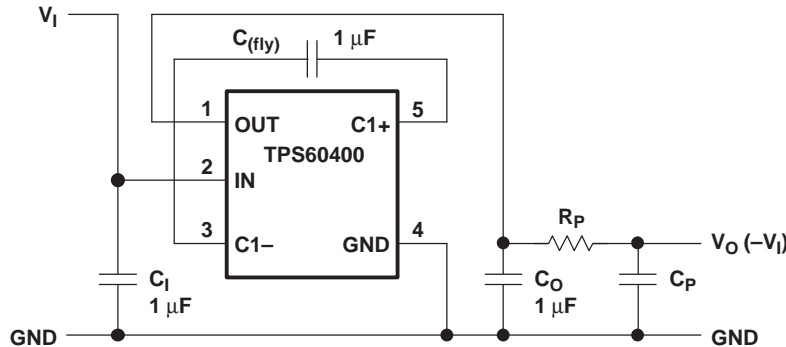 V_I
C_(fly) 1 μF
1 5
OUT C1+
TPS60400
2
IN
R_P
3 4
C1– GND
V_O (–V_I)
C_I
1 μF
C_O
1 μF
C_P
GND GND